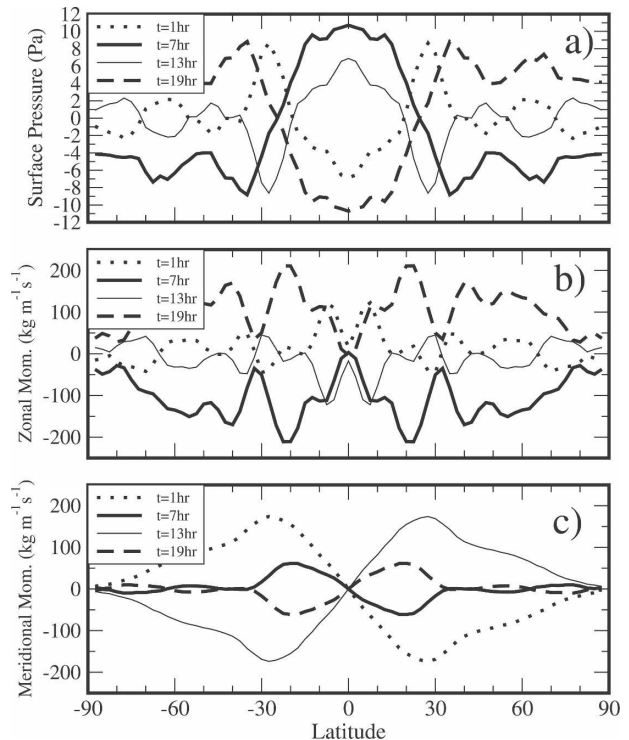 12
10
8
6
4
2
0
-2
-4
-6
-8
-10
-12
Surface Pressure (Pa)
t=1hr
t=7hr
t=13hr
t=19hr
a)
200
100
0
-100
-200
Zonal Mom. (kg m⁻¹ s⁻¹)
t=1hr
t=7hr
t=13hr
t=19hr
b)
200
100
0
-100
-200
Meridional Mom. (kg m⁻¹ s⁻¹)
t=1hr
t=7hr
t=13hr
t=19hr
c)
-90 -60 -30 0 30 60 90
Latitude